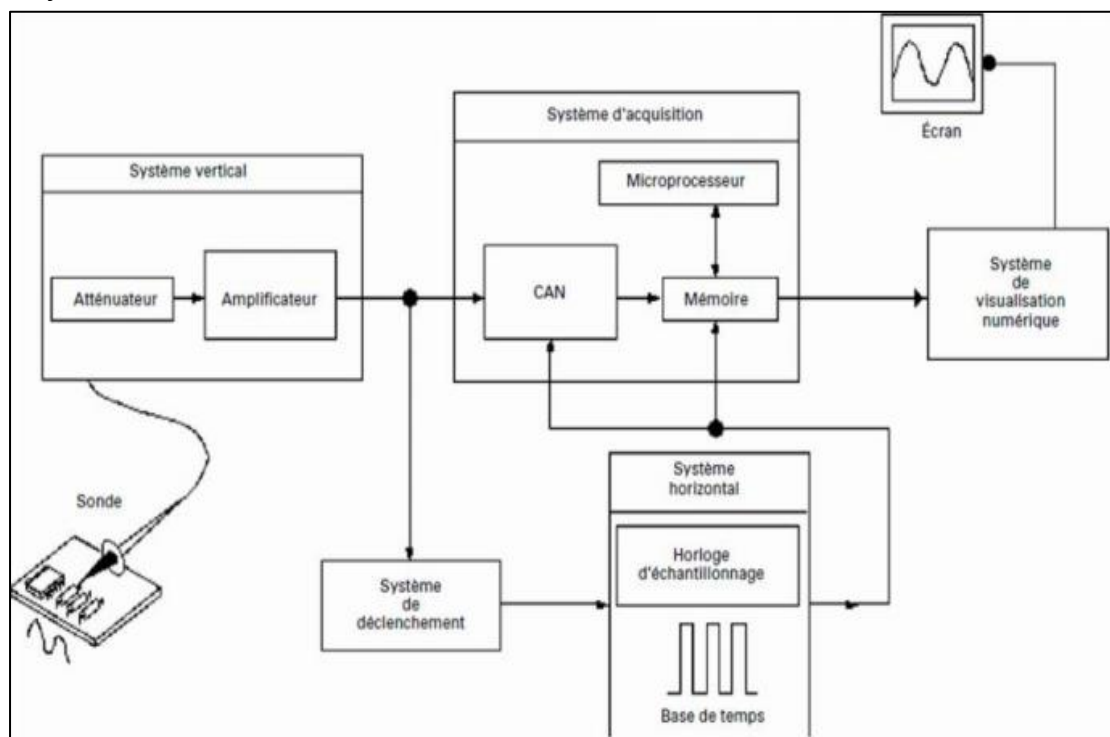 Système vertical
Atténuateur
Amplificateur
Sonde
Système d'acquisition
Microprocesseur
CAN
Mémoire
Écran
Système
de
visualisation
numérique
Système
de
déclenchement
Système
horizontal
Horloge
d'échantillonnage
Base de temps